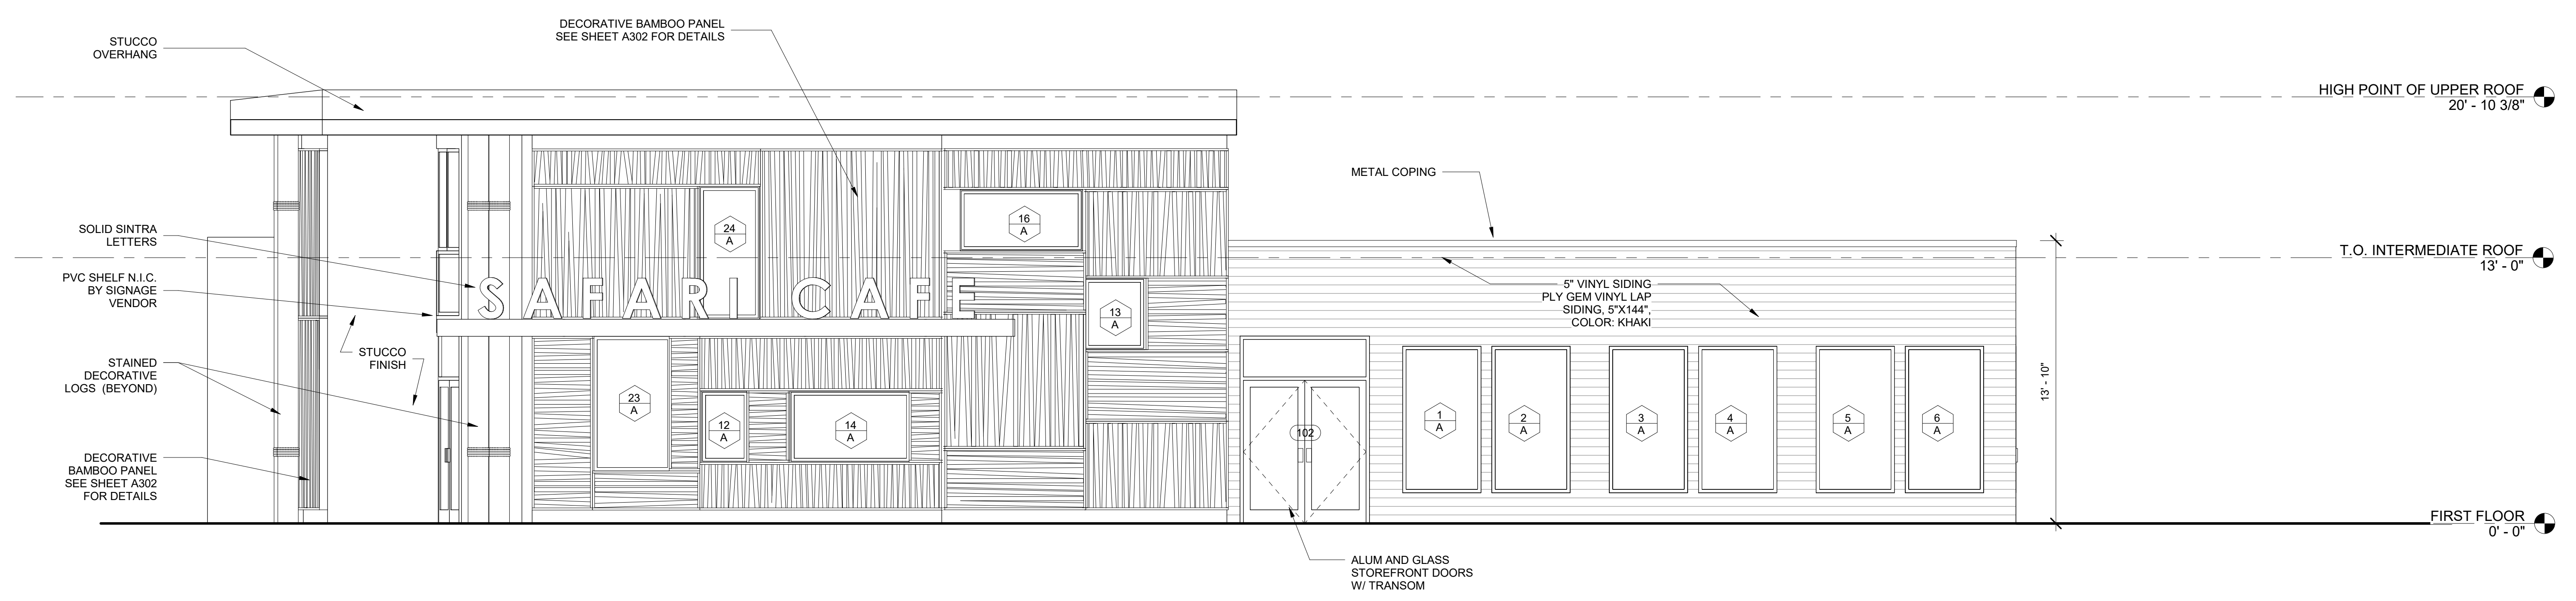 DECORATIVE BAMBOO PANEL
SEE SHEET A302 FOR DETAILS
STUCCO
OVERHANG
HIGH POINT OF UPPER ROOF
20' - 10 3/8"
METAL COPING
SOLID SINTRA
LETTERS
T.O. INTERMEDIATE ROOF
13' - 0"
PVC SHELF N.I.C.
BY SIGNAGE
VENDOR
5" VINYL SIDING
PLY GEM VINYL LAP
SIDING, 5"X144",
COLOR: KHAKI
24
A
16
A
SAFARI CAFE
13
A
STUCCO
FINISH
STAINED
DECORATIVE
LOGS (BEYOND)
13' - 10"
23
A
12
A
14
A
102
1
A
2
A
3
A
4
A
5
A
6
A
DECORATIVE
BAMBOO PANEL
SEE SHEET A302
FOR DETAILS
FIRST FLOOR
0' - 0"
ALUM AND GLASS
STOREFRONT DOORS
W/ TRANSOM